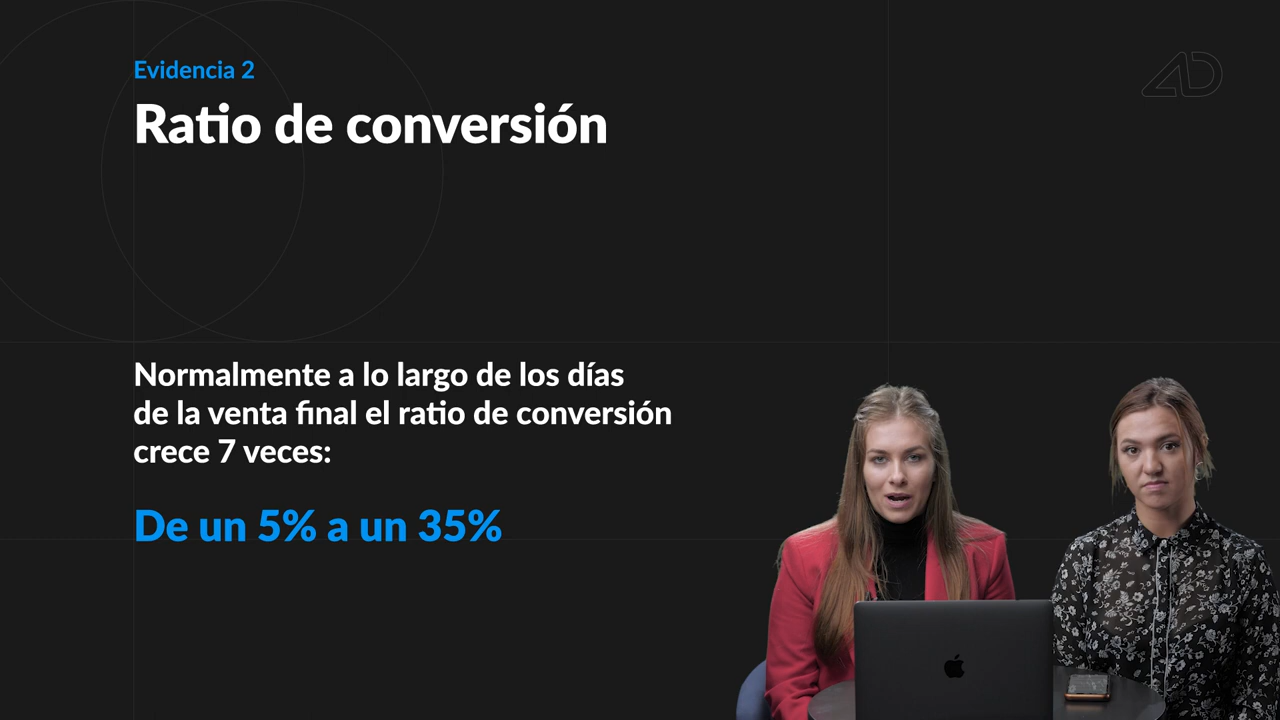 Evidencia 2
Ratio de conversión
Normalmente a lo largo de los días
de la venta final el ratio de conversión
crece 7 veces:
De un 5% a un 35%